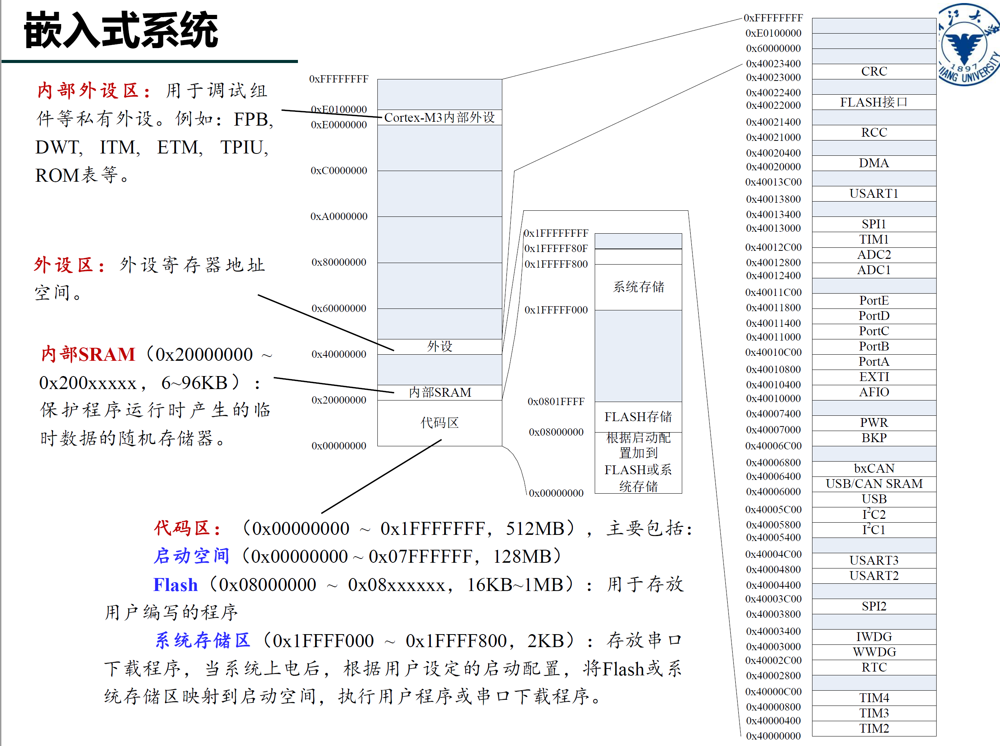 嵌入式系统
内部外设区：用于调试组
件等私有外设。例如：FPB,
DWT, ITM, ETM, TPIU,
ROM表等。
外设区：外设寄存器地址
空间。
内部SRAM（0x20000000 ~
0x200xxxxx，6~96KB）：
保护程序运行时产生的临
时数据的随机存储器。
0xFFFFFFFF
0xE0100000
Cortex-M3内部外设
0xE0000000
0xC0000000
0xA0000000
0x80000000
0x60000000
外设
0x40000000
内部SRAM
0x20000000
代码区
0x00000000
0x1FFFFFFFF
0x1FFFFF80F
0x1FFFFF800
系统存储
0x1FFFFF000
0x0801FFFF
FLASH存储
0x08000000
根据启动配
置加到
FLASH或系
统存储
0x00000000
代码区：（0x00000000 ~ 0x1FFFFFFF，512MB），主要包括：
启动空间（0x00000000 ~ 0x07FFFFFF，128MB）
Flash（0x08000000 ~ 0x08xxxxxx，16KB~1MB）：用于存放
用户编写的程序
系统存储区（0x1FFFF000 ~ 0x1FFFF800，2KB）：存放串口
下载程序，当系统上电后，根据用户设定的启动配置，将Flash或系
统存储区映射到启动空间，执行用户程序或串口下载程序。
0xFFFFFFFF
0xE0100000
0x60000000
0x40023400
CRC
0x40023000
0x40022400
FLASH接口
0x40022000
0x40021400
RCC
0x40021000
0x40020400
DMA
0x40020000
0x40013C00
USART1
0x40013800
0x40013400
SPI1
0x40013000
TIM1
0x40012C00
ADC2
0x40012800
ADC1
0x40012400
0x40011C00
PortE
0x40011800
PortD
0x40011400
PortC
0x40011000
PortB
0x40010C00
PortA
0x40010800
EXTI
0x40010400
AFIO
0x40010000
0x40007400
PWR
0x40007000
BKP
0x40006C00
0x40006800
bxCAN
0x40006400
USB/CAN SRAM
0x40006000
USB
0x40005C00
I²C2
0x40005800
I²C1
0x40005400
0x40004C00
USART3
0x40004800
USART2
0x40004400
0x40003C00
SPI2
0x40003800
0x40003400
IWDG
0x40003000
WWDG
0x40002C00
RTC
0x40002800
0x40000C00
TIM4
0x40000800
TIM3
0x40000400
TIM2
0x40000000
江大学
1897
JIANG UNIVERSITY